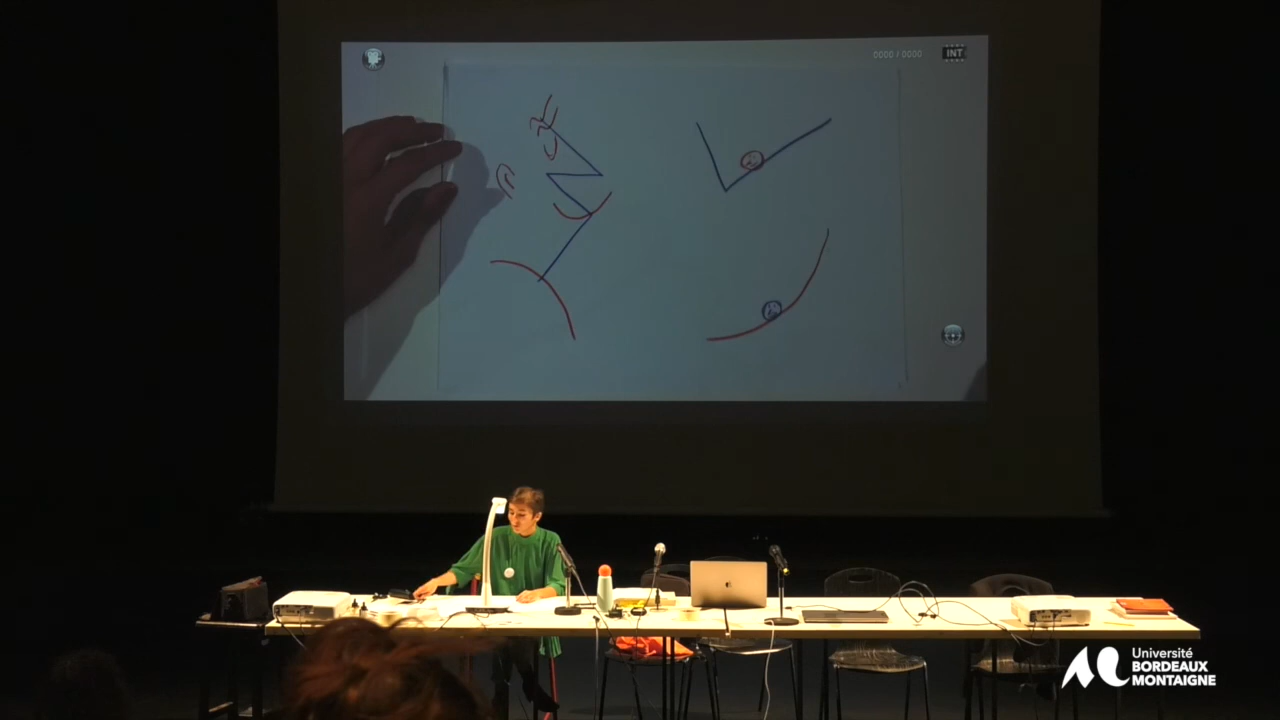 0000 / 0000
INT
Université
BORDEAUX
MONTAIGNE